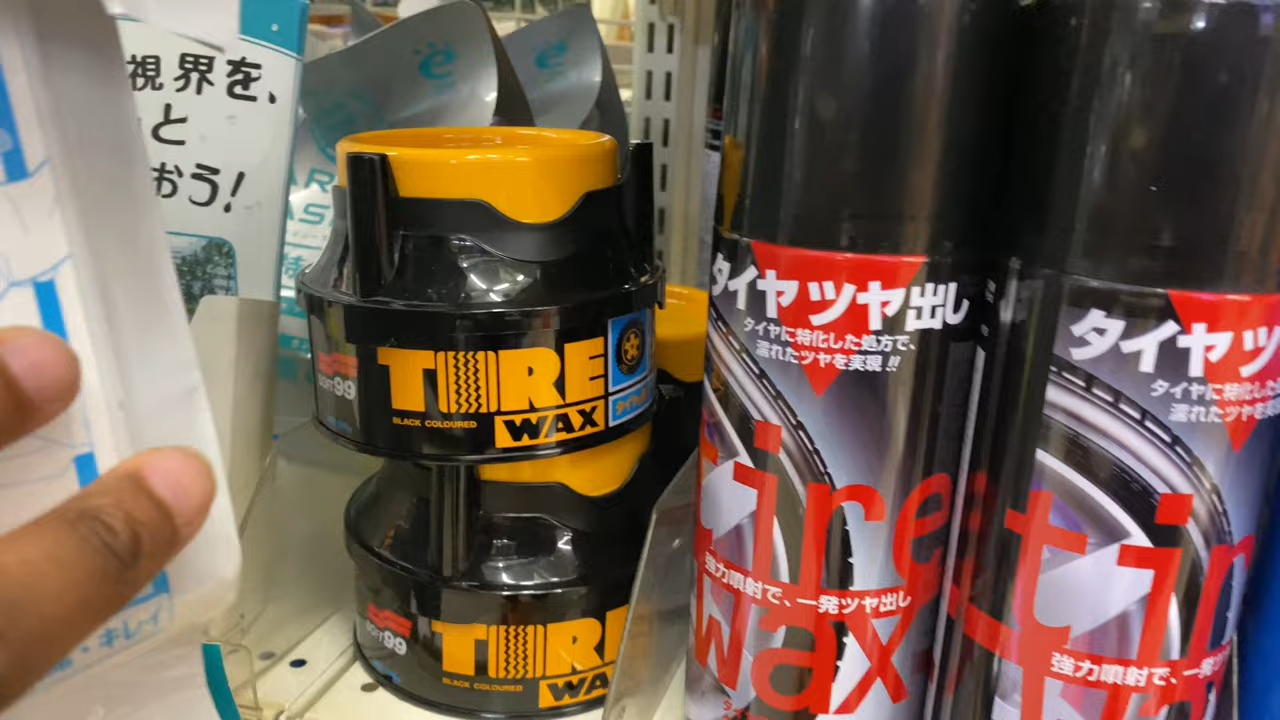 視界を、
と
おう!
SOFT99
TIRE
WAX
BLACK COLOURED
SOFT99
TIRE
WA
BLACK COLOURED
タイヤツヤ出し
タイヤに特化した処方で、
濡れたツヤを実現!!
tire
wax
強力噴射で、一発ツヤ出し
タイヤツ
タイヤに特化した
濡れたツヤを実
tir
強力噴射で、一発
・キレイ